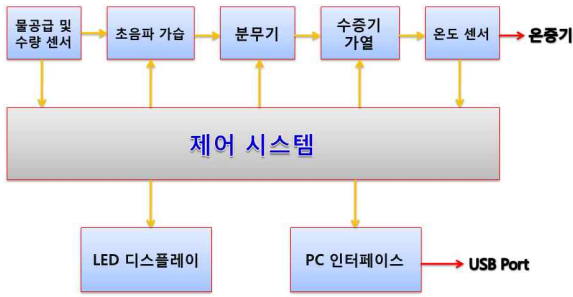 물공급 및
수량 센서
초음파 가습
분무기
수증기
가열
온도 센서
온증기
제어 시스템
LED 디스플레이
PC 인터페이스
USB Port